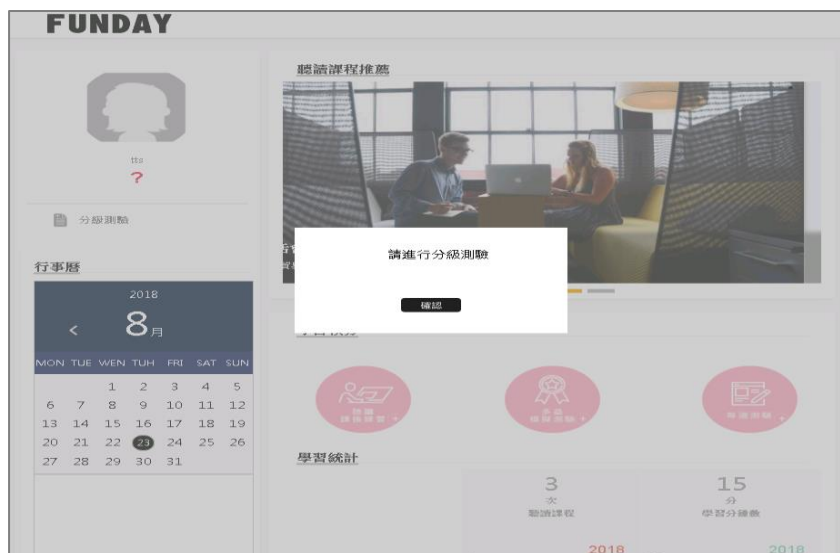 FUNDAY
聽讀課程推薦
ttu
?
分級測驗
請進行分級測驗
確認
行事曆
2018
8月
MON TUE WEN TUH FRI SAT SUN
1 2 3 4 5
6 7 8 9 10 11 12
13 14 15 16 17 18 19
20 21 22 23 24 25 26
27 28 29 30 31
學習統計
3
次
聽讀課程
2018
15
分
學習分鐘數
2018